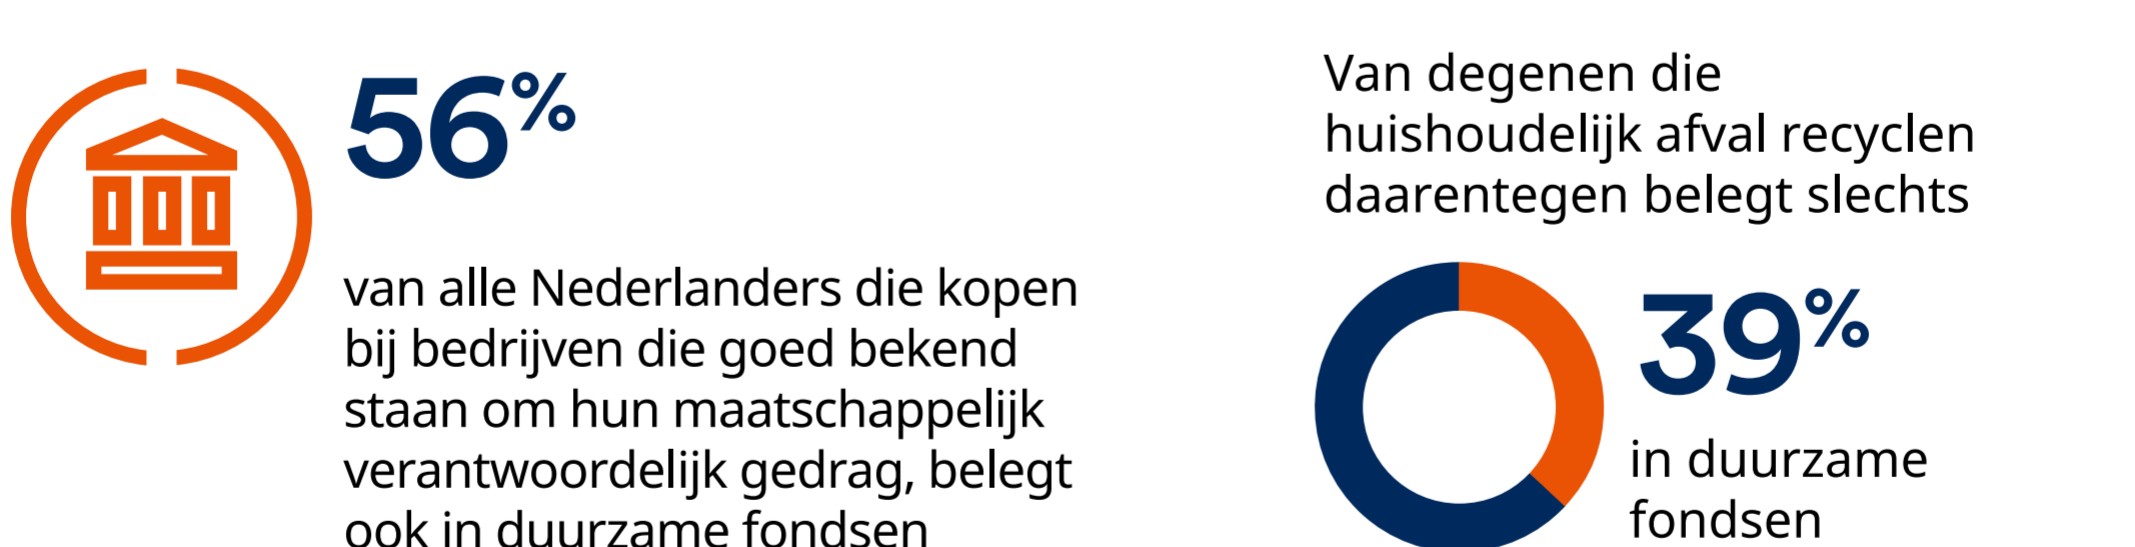 56%
van alle Nederlanders die kopen
bij bedrijven die goed bekend
staan om hun maatschappelijk
verantwoordelijk gedrag, belegt
ook in duurzame fondsen
Van degenen die
huishoudelijk afval recyclen
daarentegen belegt slechts
39%
in duurzame
fondsen